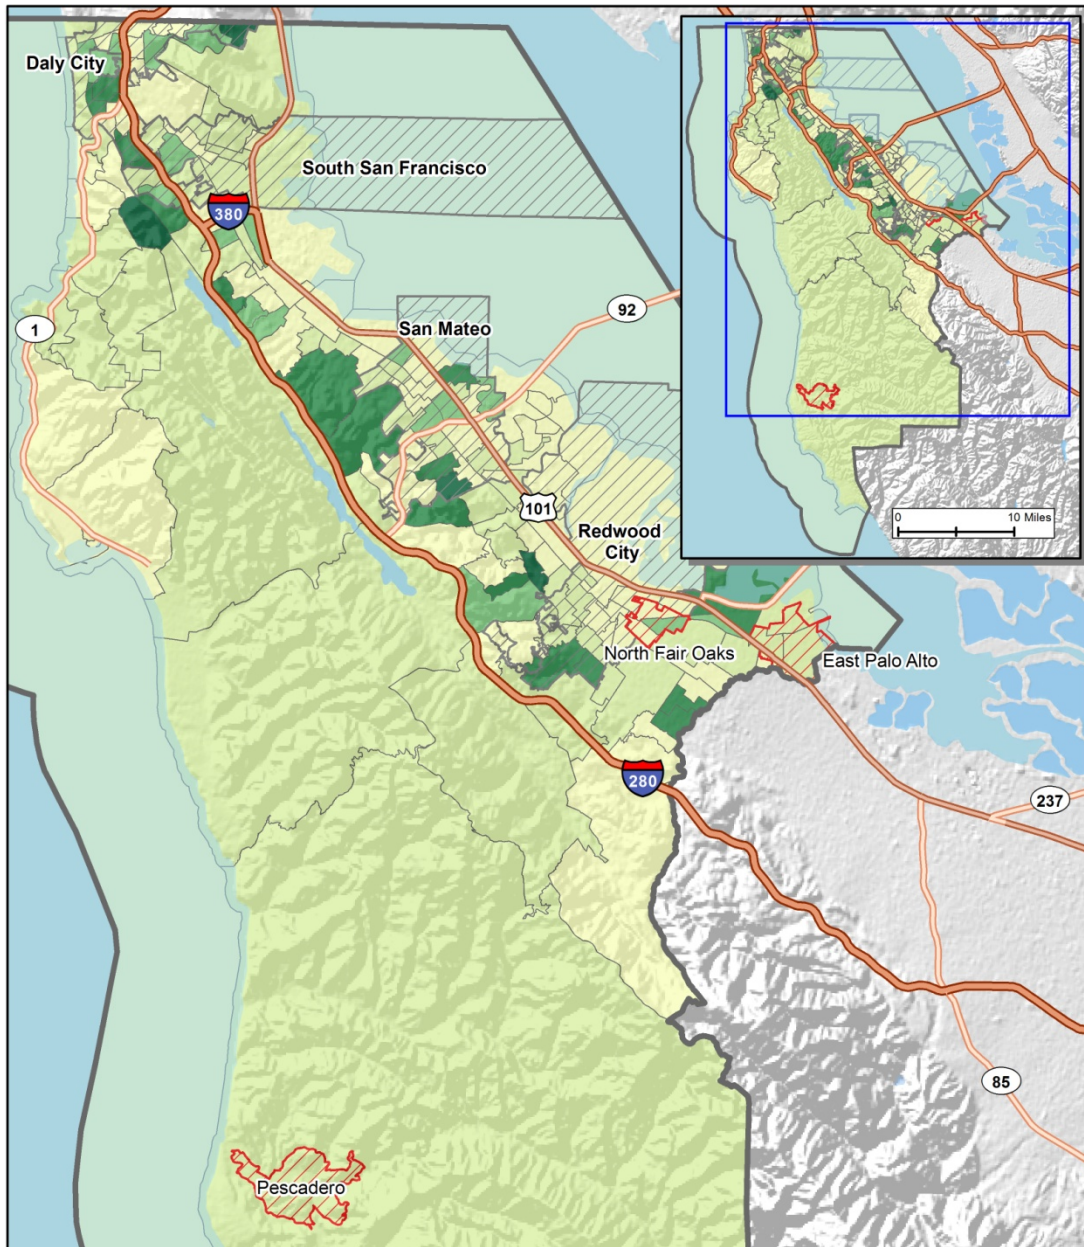 Daly City
South San Francisco
380
1
San Mateo
92
0
10 Miles
101
Redwood
City
North Fair Oaks
East Palo Alto
280
237
85
Pescadero